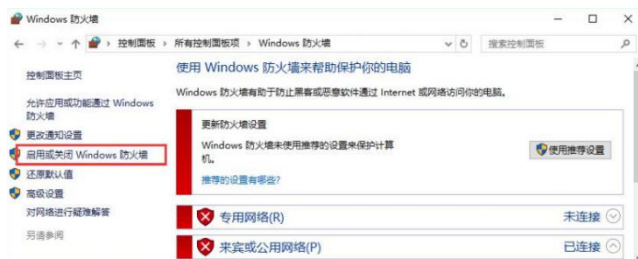 Windows 防火墙
控制面板 › 所有控制面板项 › Windows 防火墙
搜索控制面板
控制面板主页
允许应用或功能通过 Windows
防火墙
更改通知设置
启用或关闭 Windows 防火墙
还原默认值
高级设置
对网络进行疑难解答
另请参阅
使用 Windows 防火墙来帮助保护你的电脑
Windows 防火墙有助于防止黑客或恶意软件通过 Internet 或网络访问你的电脑。
更新防火墙设置
Windows 防火墙未使用推荐的设置来保护计算
机。
使用推荐设置
推荐的设置有哪些?
专用网络(R)
未连接
来宾或公用网络(P)
已连接